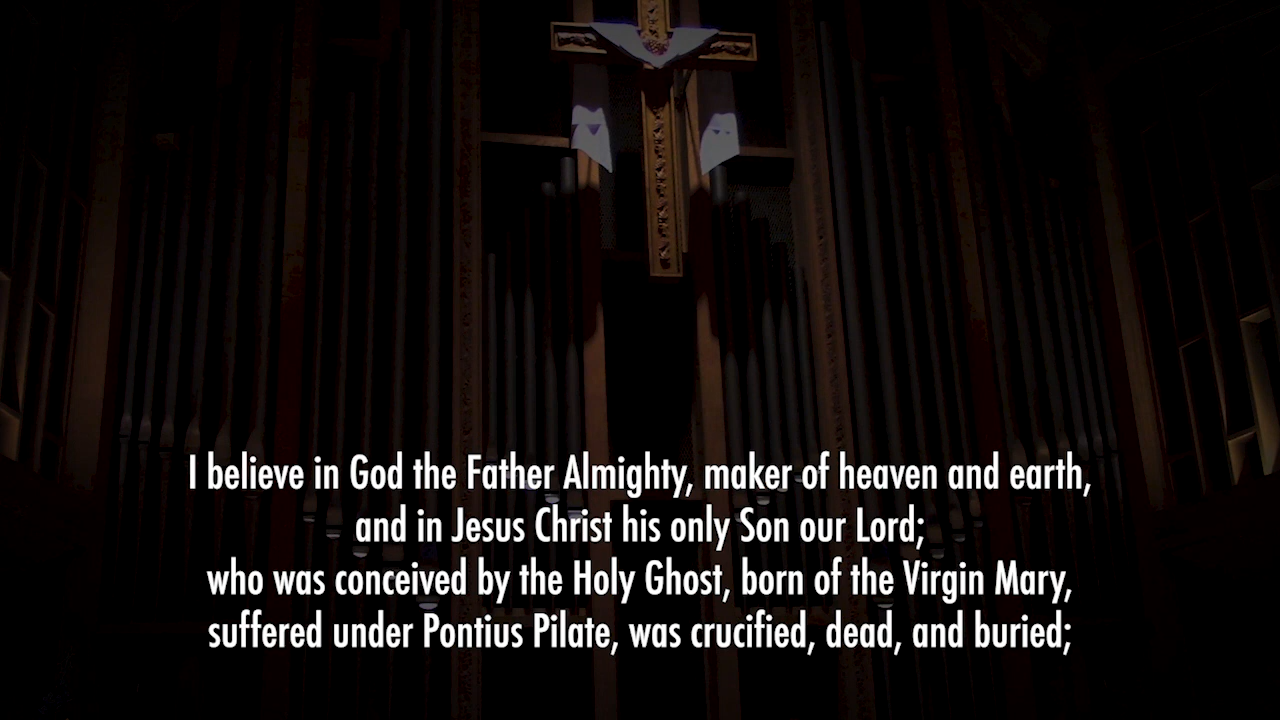 I believe in God the Father Almighty, maker of heaven and earth,
and in Jesus Christ his only Son our Lord;
who was conceived by the Holy Ghost, born of the Virgin Mary,
suffered under Pontius Pilate, was crucified, dead, and buried;